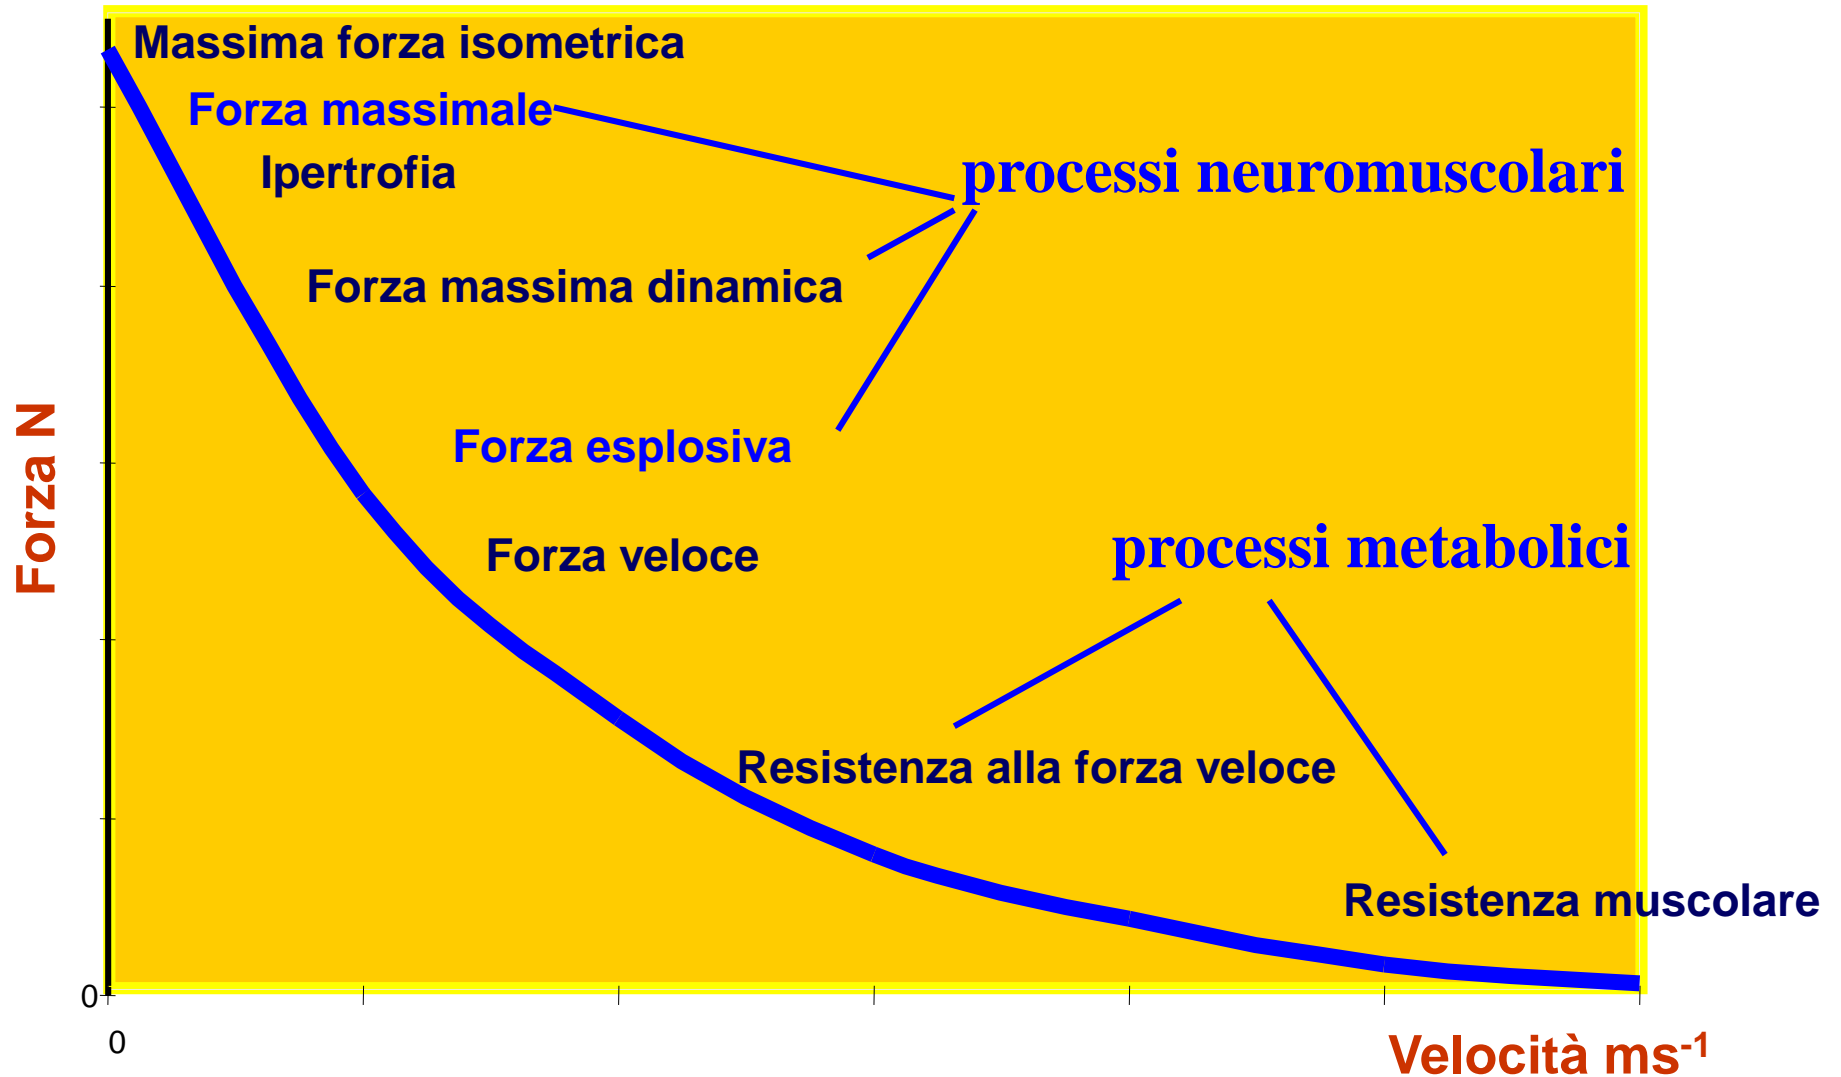 Massima forza isometrica
Forza massimale
Ipertrofia
processi neuromuscolari
Forza massima dinamica
Forza N
Forza esplosiva
Forza veloce
processi metabolici
Resistenza alla forza veloce
Resistenza muscolare
0
0
Velocità ms⁻¹